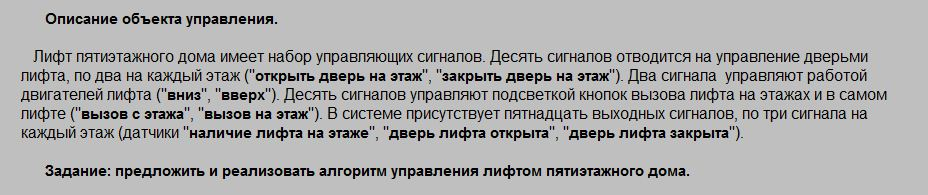 Описание объекта управления.
Лифт пятиэтажного дома имеет набор управляющих сигналов. Десять сигналов отводится на управление дверьми
лифта, по два на каждый этаж ("открыть дверь на этаж", "закрыть дверь на этаж"). Два сигнала управляют работой
двигателей лифта ("вниз", "вверх"). Десять сигналов управляют подсветкой кнопок вызова лифта на этажах и в самом
лифте ("вызов с этажа", "вызов на этаж"). В системе присутствует пятнадцать выходных сигналов, по три сигнала на
каждый этаж (датчики "наличие лифта на этаже", "дверь лифта открыта", "дверь лифта закрыта").
Задание: предложить и реализовать алгоритм управления лифтом пятиэтажного дома.